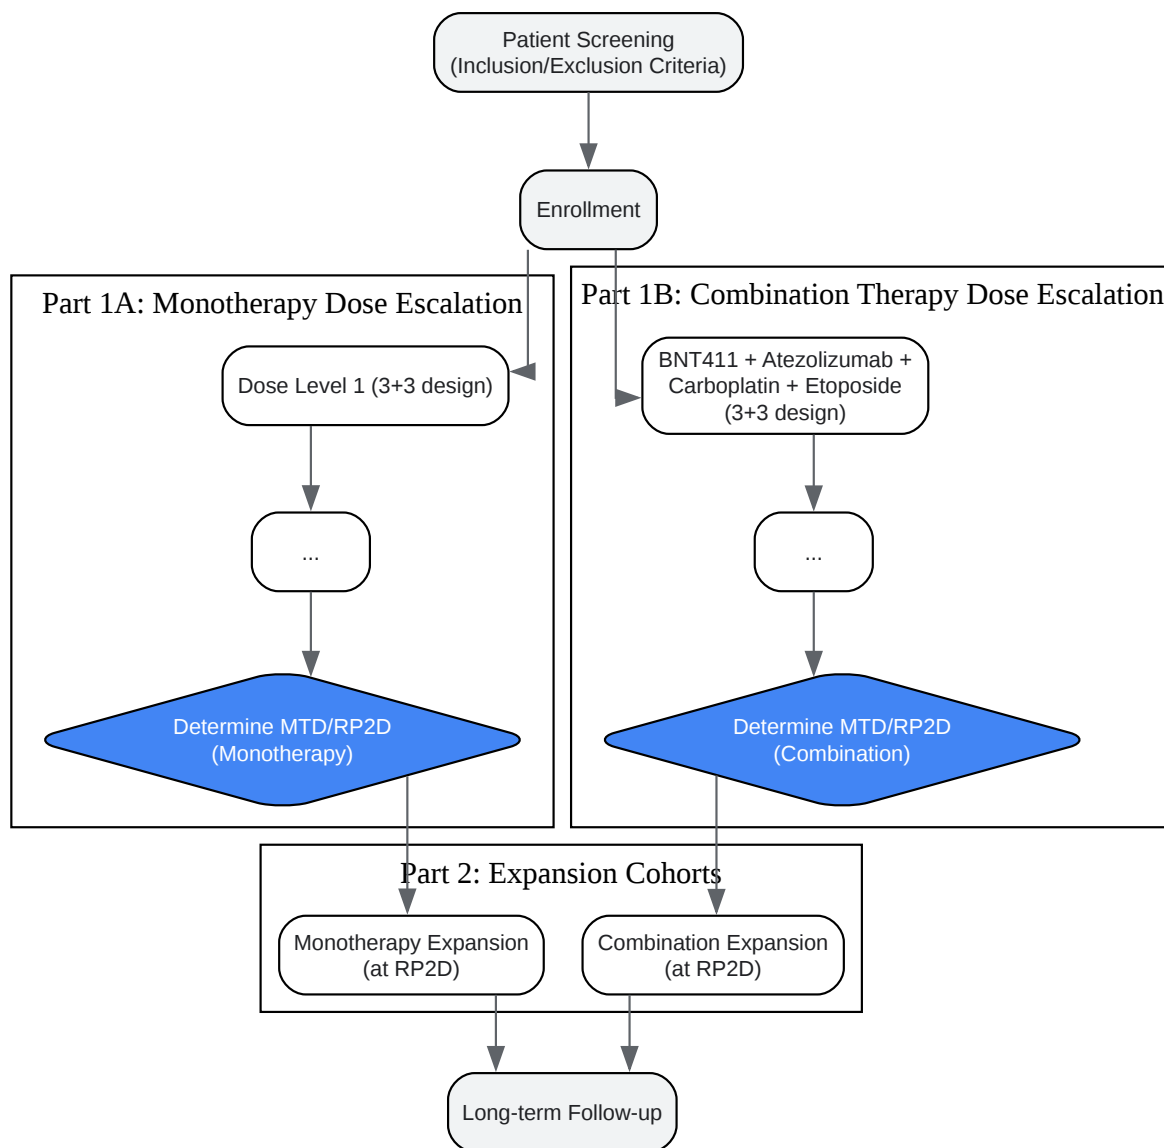 Patient Screening
(Inclusion/Exclusion Criteria)
Enrollment
Part 1A: Monotherapy Dose Escalation
Dose Level 1 (3+3 design)
...
Determine MTD/RP2D
(Monotherapy)
Part 1B: Combination Therapy Dose Escalation
BNT411 + Atezolizumab +
Carboplatin + Etoposide
(3+3 design)
...
Determine MTD/RP2D
(Combination)
Part 2: Expansion Cohorts
Monotherapy Expansion
(at RP2D)
Combination Expansion
(at RP2D)
Long-term Follow-up